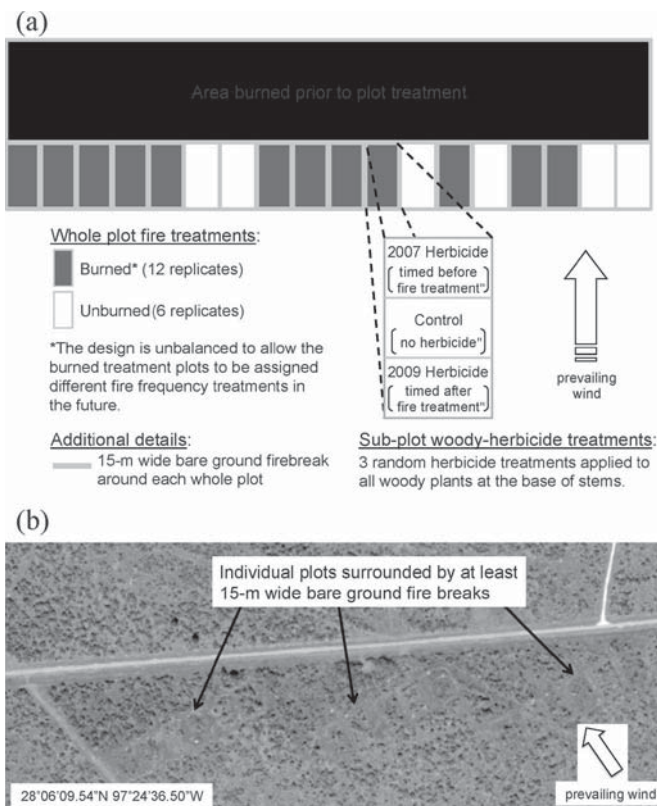 (a)
Area burned prior to plot treatment
Whole plot fire treatments:
Burned* (12 replicates)
Unburned (6 replicates)
*The design is unbalanced to allow the
burned treatment plots to be assigned
different fire frequency treatments in
the future.
Additional details:
15-m wide bare ground firebreak
around each whole plot
2007 Herbicide
(timed before
fire treatment")
Control
(no herbicide")
2009 Herbicide
(timed after
fire treatment")
prevailing
wind
Sub-plot woody-herbicide treatments:
3 random herbicide treatments applied to
all woody plants at the base of stems.
(b)
Individual plots surrounded by at least
15-m wide bare ground fire breaks
28°06'09.54"N 97°24'36.50"W
prevailing wind